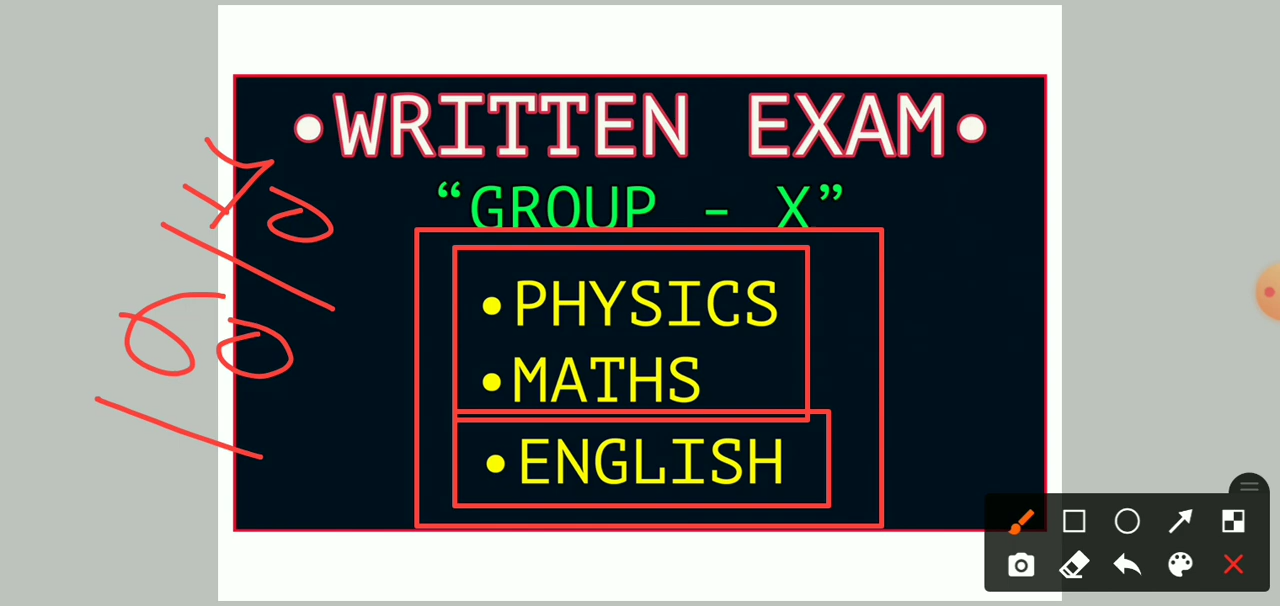 •WRITTEN EXAM•
“GROUP - X”
•PHYSICS
•MATHS
•ENGLISH